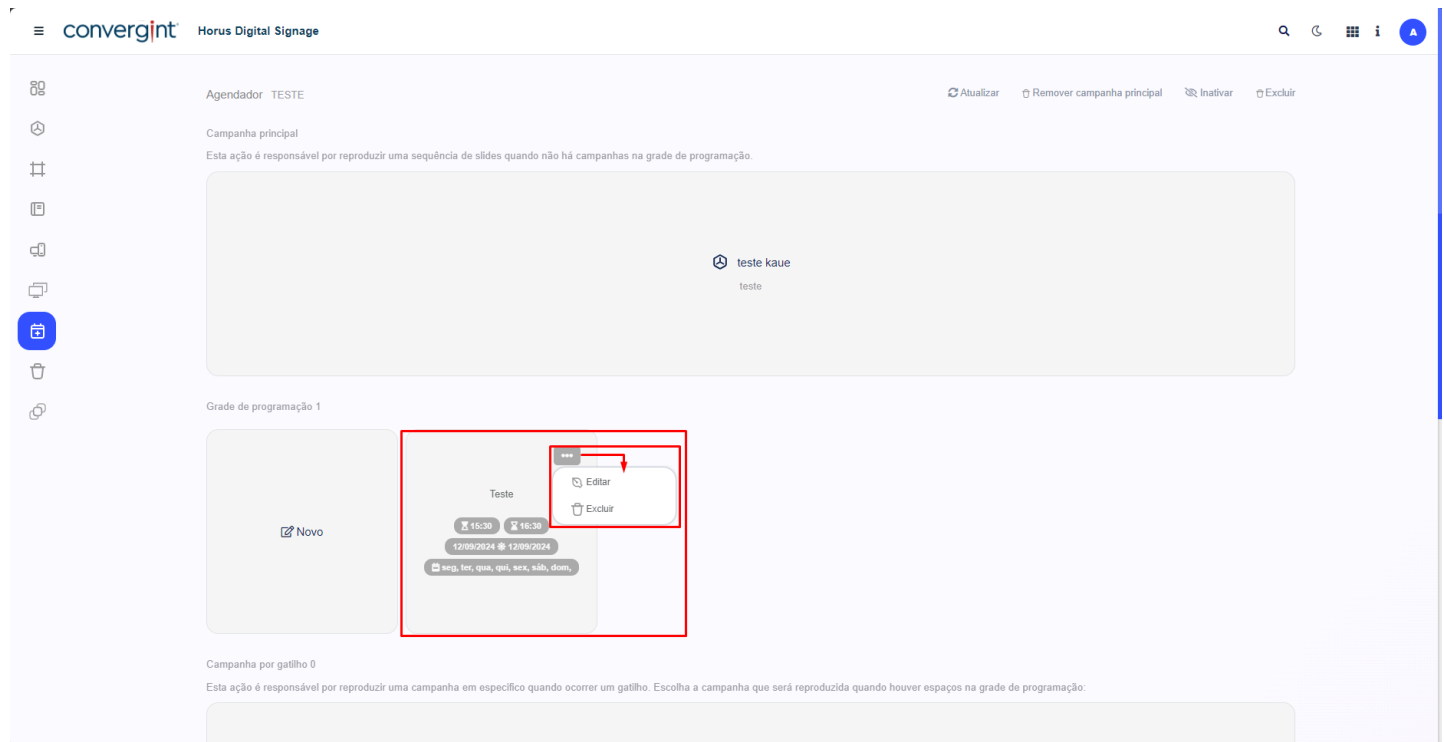 convergint Horus Digital Signage
A
Agendador TESTE
Atualizar Remover campanha principal Inativar Excluir
Campanha principal
Esta ação é responsável por reproduzir uma sequência de slides quando não há campanhas na grade de programação.
teste kaue
teste
Grade de programação 1
Novo
Teste
15:30 16:30
12/09/2024 12/09/2024
seg, ter, qua, qui, sex, sáb, dom,
Editar
Excluir
Campanha por gatilho 0
Esta ação é responsável por reproduzir uma campanha em especifico quando ocorrer um gatilho. Escolha a campanha que será reproduzida quando houver espaços na grade de programação: